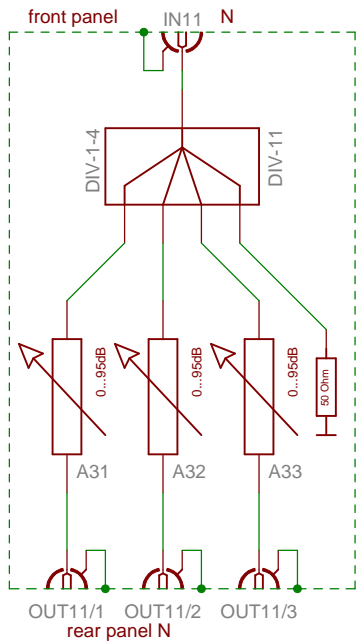 front panel IN11 N
DIV-1-4
DIV-11
0...95dB
0...95dB
0...95dB
50 Ohm
A31 A32 A33
OUT11/1 OUT11/2 OUT11/3
rear panel N